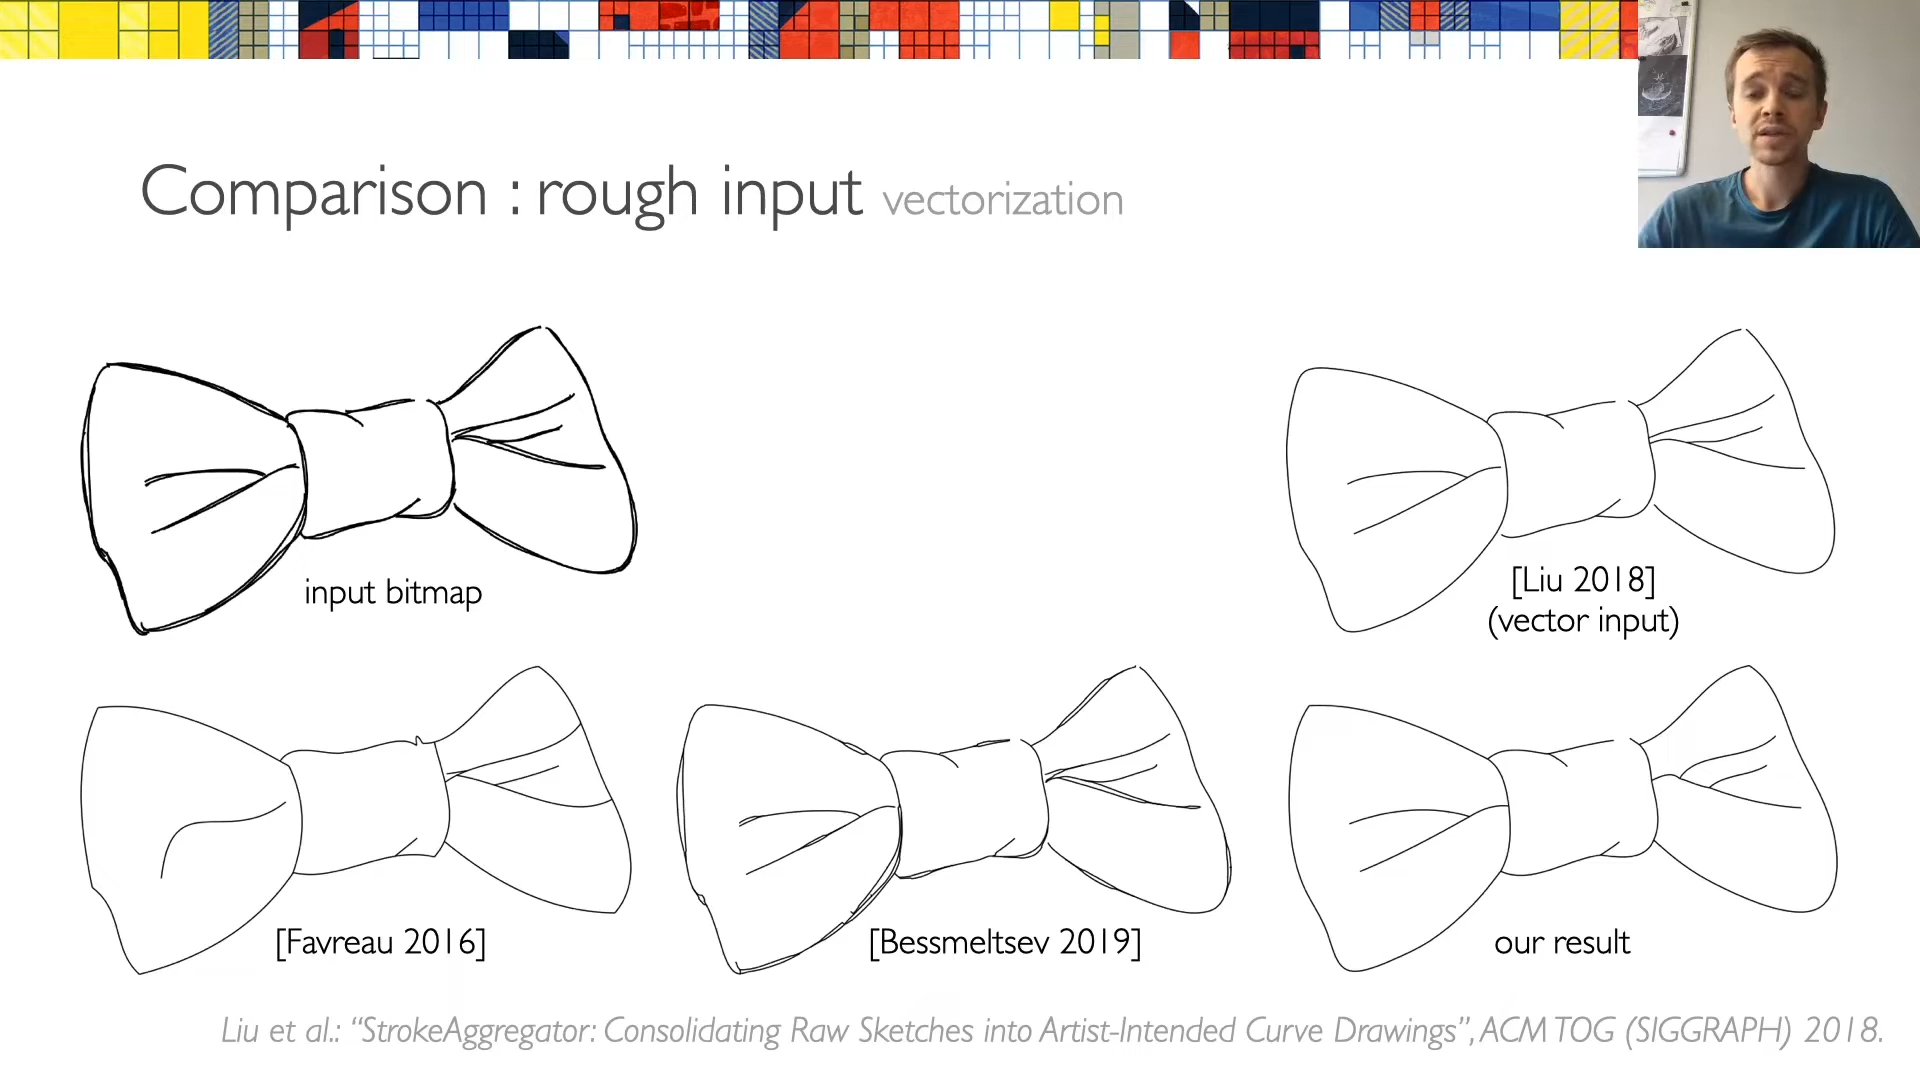 Comparison : rough input vectorization
input bitmap
[Liu 2018]
(vector input)
[Favreau 2016]
[Bessmeltsev 2019]
our result
Liu et al.: “StrokeAggregator: Consolidating Raw Sketches into Artist-Intended Curve Drawings”, ACM TOG (SIGGRAPH) 2018.